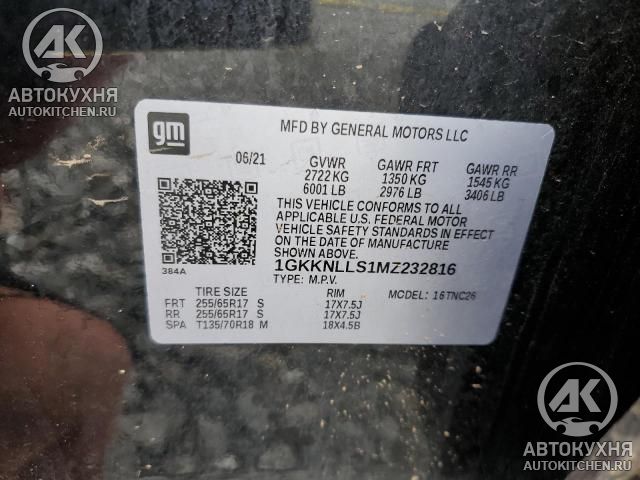 AK
АВТОКУХНЯ
AUTOKITCHEN.RU
gm
MFD BY GENERAL MOTORS LLC
06/21 GVWR GAWR FRT GAWR RR
2722 KG 1350 KG 1545 KG
6001 LB 2976 LB 3406 LB
THIS VEHICLE CONFORMS TO ALL
APPLICABLE U.S. FEDERAL MOTOR
VEHICLE SAFETY STANDARDS IN EFFECT
ON THE DATE OF MANUFACTURE
SHOWN ABOVE.
384A
1GKKNLLS1MZ232816
TYPE: M.P.V.
TIRE SIZE RIM MODEL: 16TNC26
FRT 255/65R17 S 17X7.5J
RR 255/65R17 S 17X7.5J
SPA T135/70R18 M 18X4.5B
AK
АВТОКУХНЯ
AUTOKITCHEN.RU